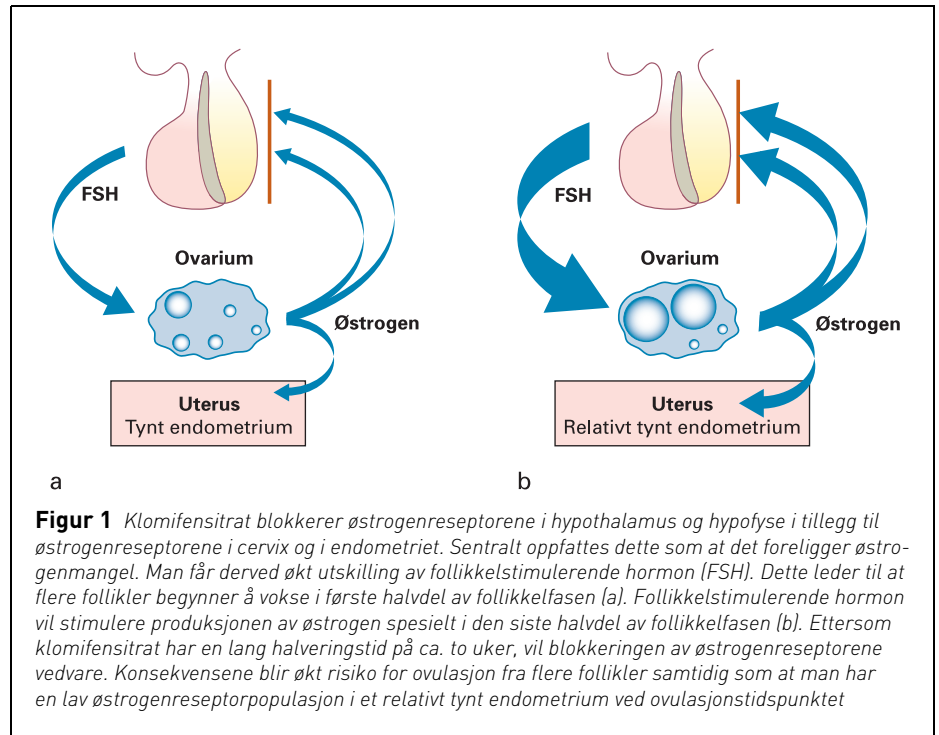 FSH
Ovarium
Østrogen
Uterus
Tynt endometrium
a
FSH
Ovarium
Østrogen
Uterus
Relativt tynt endometrium
b
Figur 1 Klomifensitrat blokkerer østrogenreseptorene i hypothalamus og hypofyse i tillegg til
østrogenreseptorene i cervix og i endometriet. Sentralt oppfattes dette som at det foreligger østro-
genmangel. Man får derved økt utskilling av follikkelstimulerende hormon (FSH). Dette leder til at
flere follikler begynner å vokse i første halvdel av follikkelfasen (a). Follikkelstimulerende hormon
vil stimulere produksjonen av østrogen spesielt i den siste halvdel av follikkelfasen (b). Ettersom
klomifensitrat har en lang halveringstid på ca. to uker, vil blokkeringen av østrogenreseptorene
vedvare. Konsekvensene blir økt risiko for ovulasjon fra flere follikler samtidig som at man har
en lav østrogenreseptorpopulasjon i et relativt tynt endometrium ved ovulasjonstidspunktet